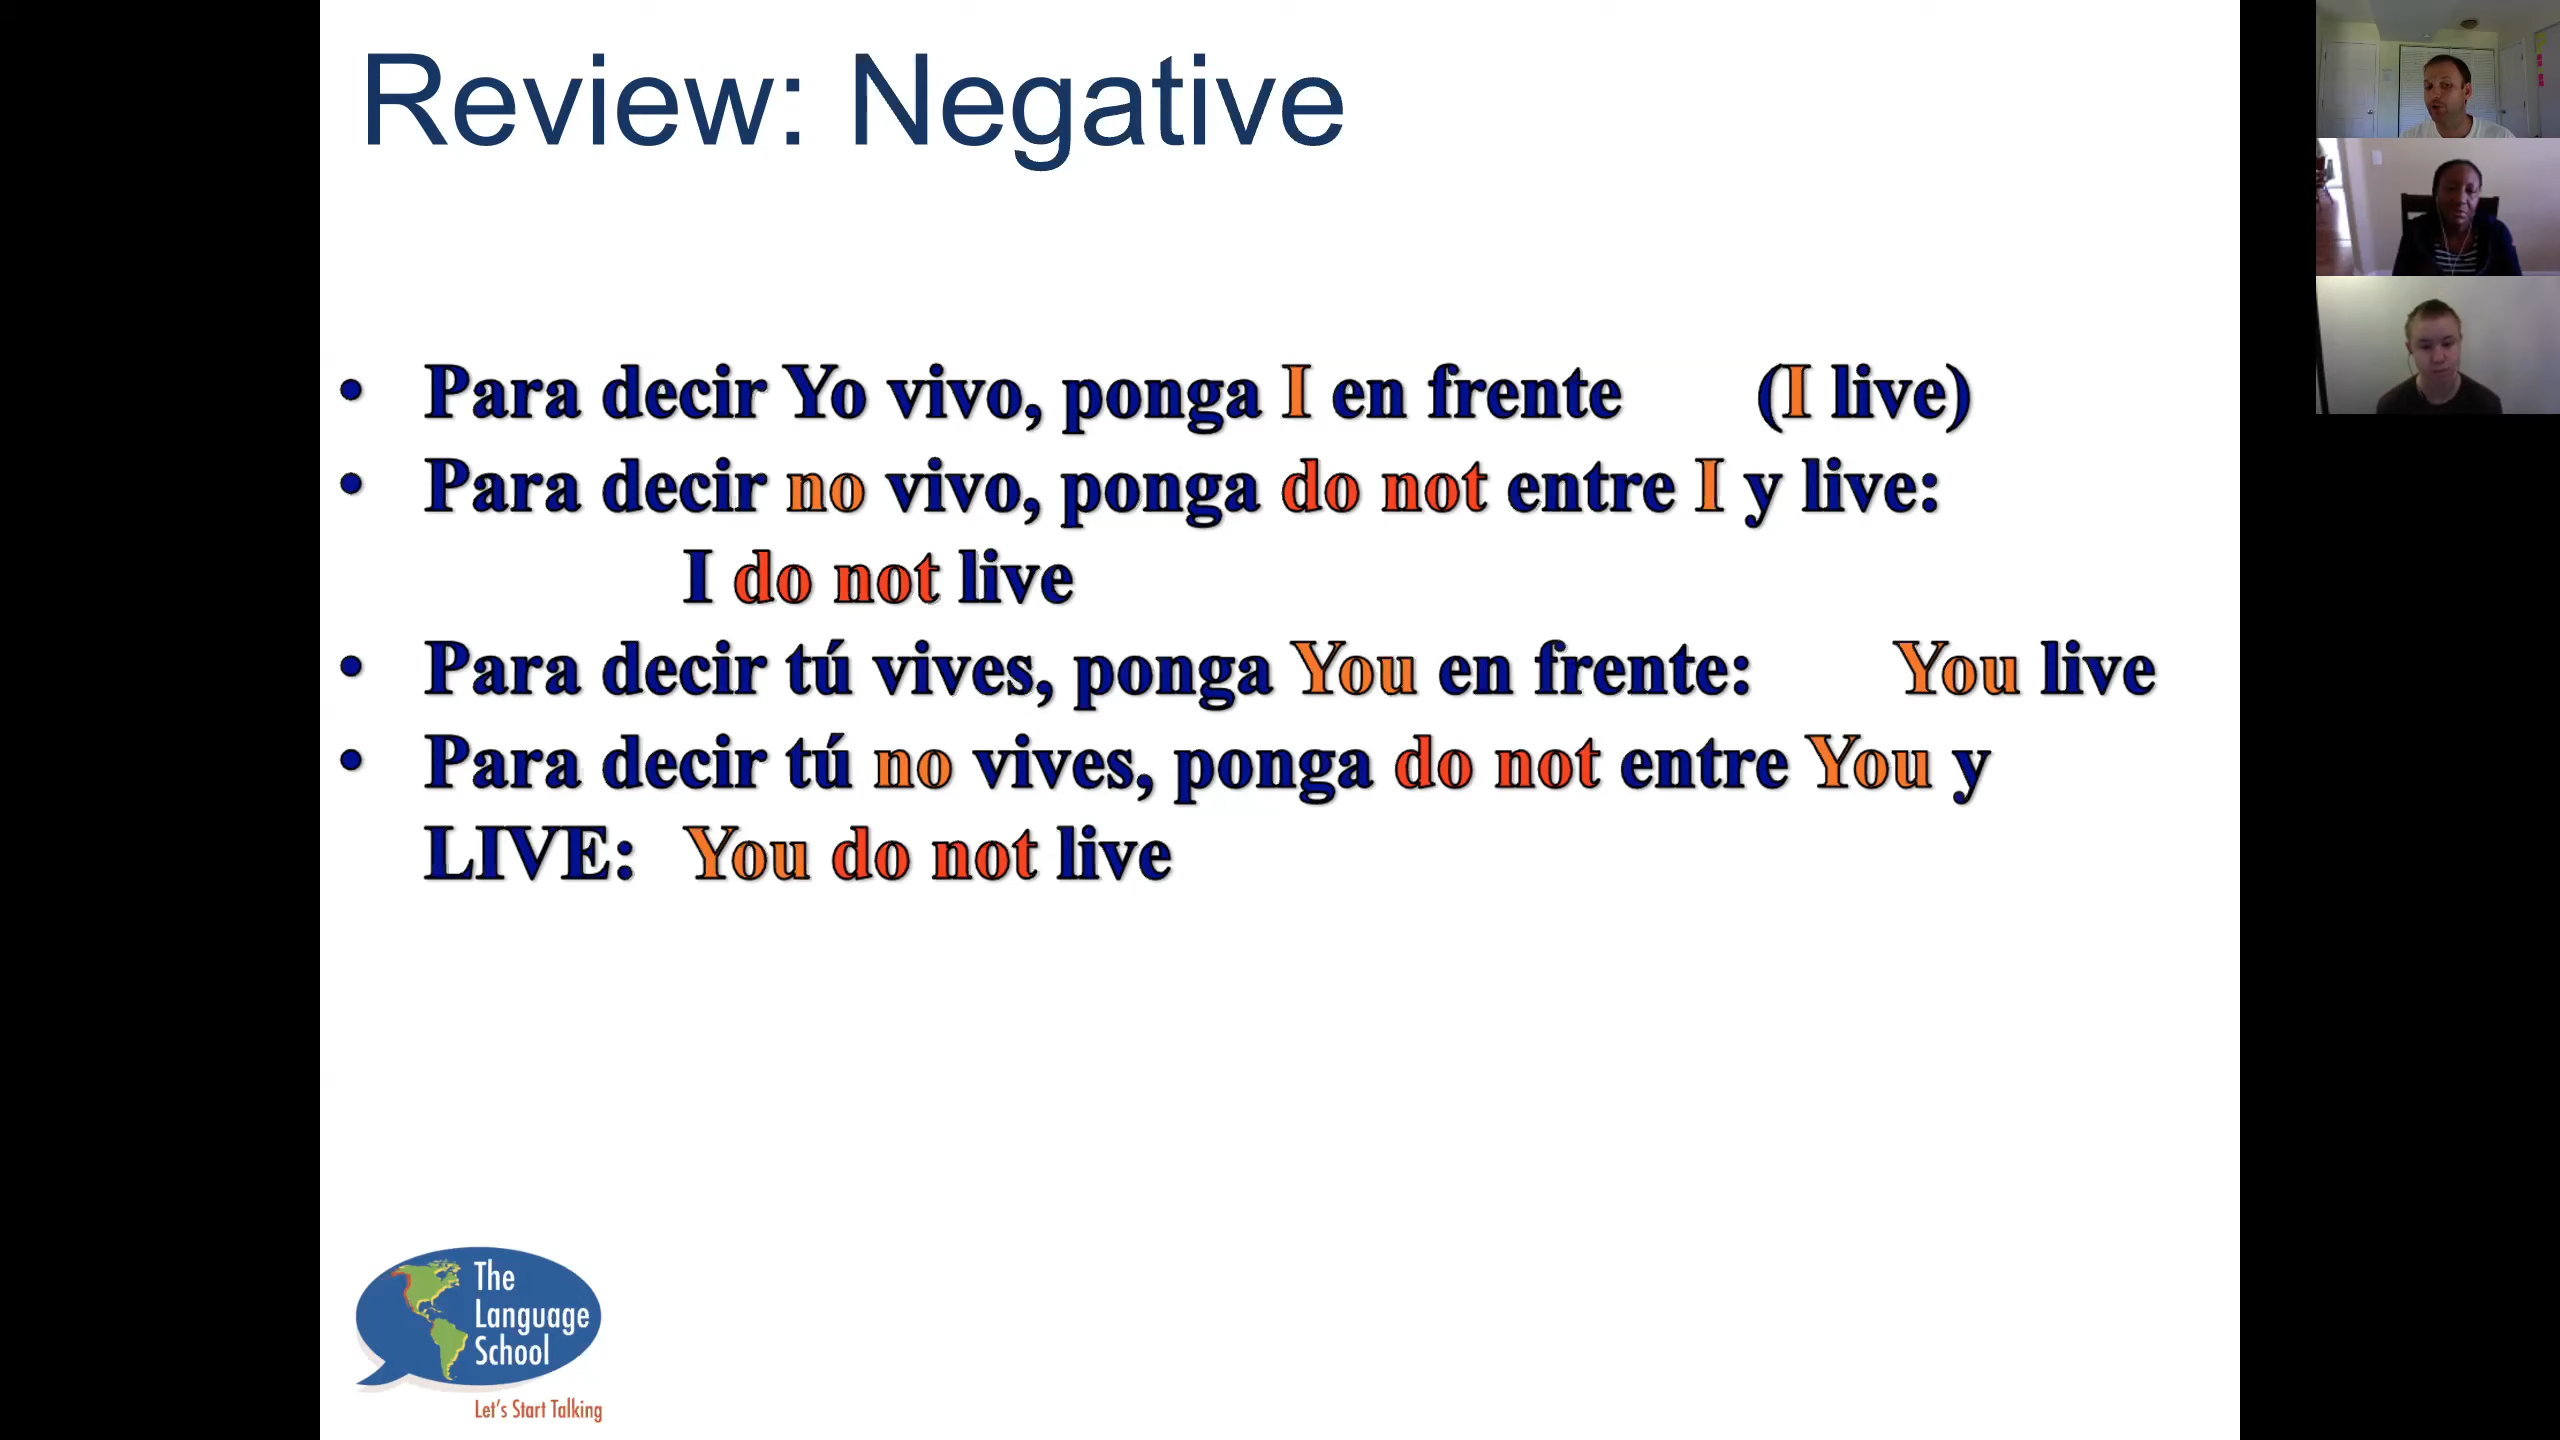 Review: Negative
• Para decir Yo vivo, ponga I en frente (I live)
• Para decir no vivo, ponga do not entre I y live:
I do not live
• Para decir tú vives, ponga You en frente: You live
• Para decir tú no vives, ponga do not entre You y
LIVE: You do not live
The
Language
School
Let's Start Talking